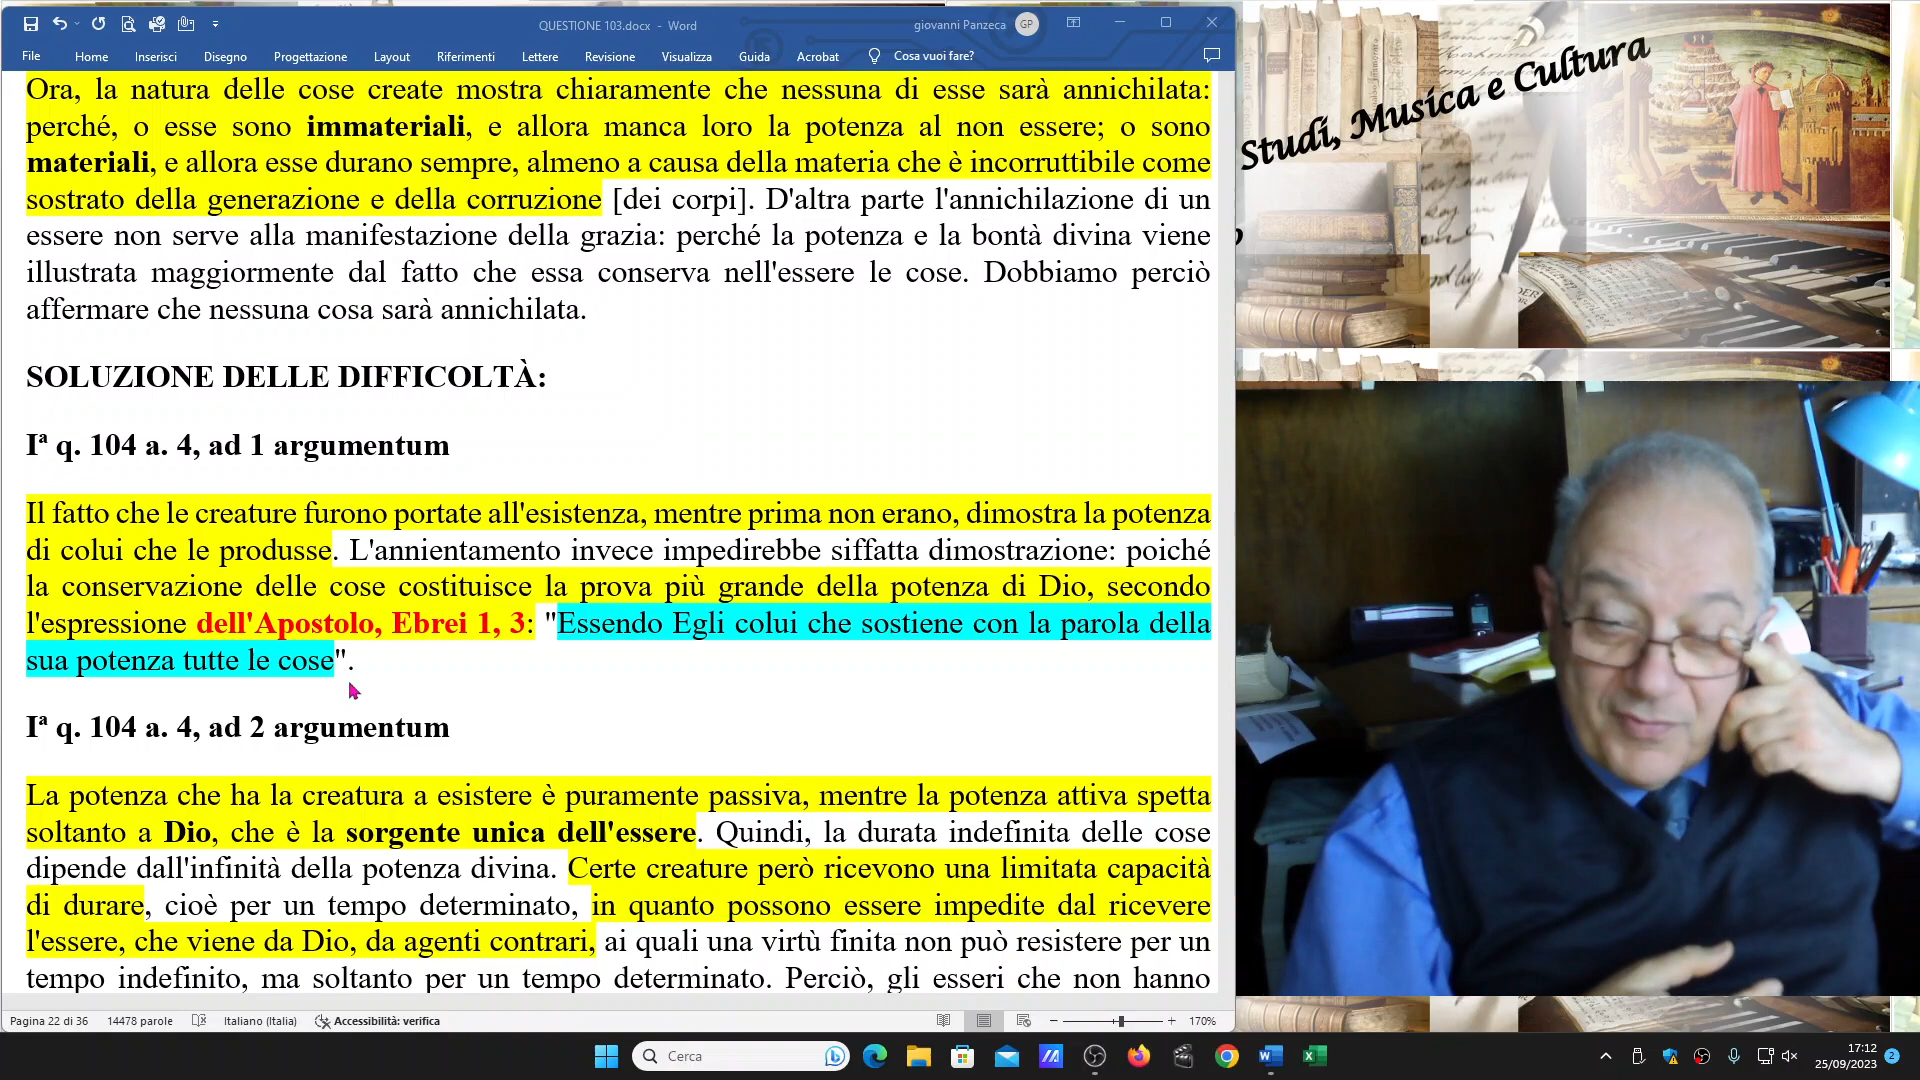 QUESTIONE 103.docx - Word
giovanni Panzeca GP
File Home Inserisci Disegno Progettazione Layout Riferimenti Lettere Revisione Visualizza Guida Acrobat Cosa vuoi fare?
Ora, la natura delle cose create mostra chiaramente che nessuna di esse sarà annichilata:
perché, o esse sono immateriali, e allora manca loro la potenza al non essere; o sono
materiali, e allora esse durano sempre, almeno a causa della materia che è incorruttibile come
sostrato della generazione e della corruzione [dei corpi]. D'altra parte l'annichilazione di un
essere non serve alla manifestazione della grazia: perché la potenza e la bontà divina viene
illustrata maggiormente dal fatto che essa conserva nell'essere le cose. Dobbiamo perciò
affermare che nessuna cosa sarà annichilata.
SOLUZIONE DELLE DIFFICOLTÀ:
Iª q. 104 a. 4, ad 1 argumentum
Il fatto che le creature furono portate all'esistenza, mentre prima non erano, dimostra la potenza
di colui che le produsse. L'annientamento invece impedirebbe siffatta dimostrazione: poiché
la conservazione delle cose costituisce la prova più grande della potenza di Dio, secondo
l'espressione dell'Apostolo, Ebrei 1, 3: "Essendo Egli colui che sostiene con la parola della
sua potenza tutte le cose".
Iª q. 104 a. 4, ad 2 argumentum
La potenza che ha la creatura a esistere è puramente passiva, mentre la potenza attiva spetta
soltanto a Dio, che è la sorgente unica dell'essere. Quindi, la durata indefinita delle cose
dipende dall'infinità della potenza divina. Certe creature però ricevono una limitata capacità
di durare, cioè per un tempo determinato, in quanto possono essere impedite dal ricevere
l'essere, che viene da Dio, da agenti contrari, ai quali una virtù finita non può resistere per un
tempo indefinito, ma soltanto per un tempo determinato. Perciò, gli esseri che non hanno
Pagina 22 di 36 14478 parole Italiano (Italia) Accessibilità: verifica 170%
Studi, Musica e Cultura
Cerca
17:12
25/09/2023
2